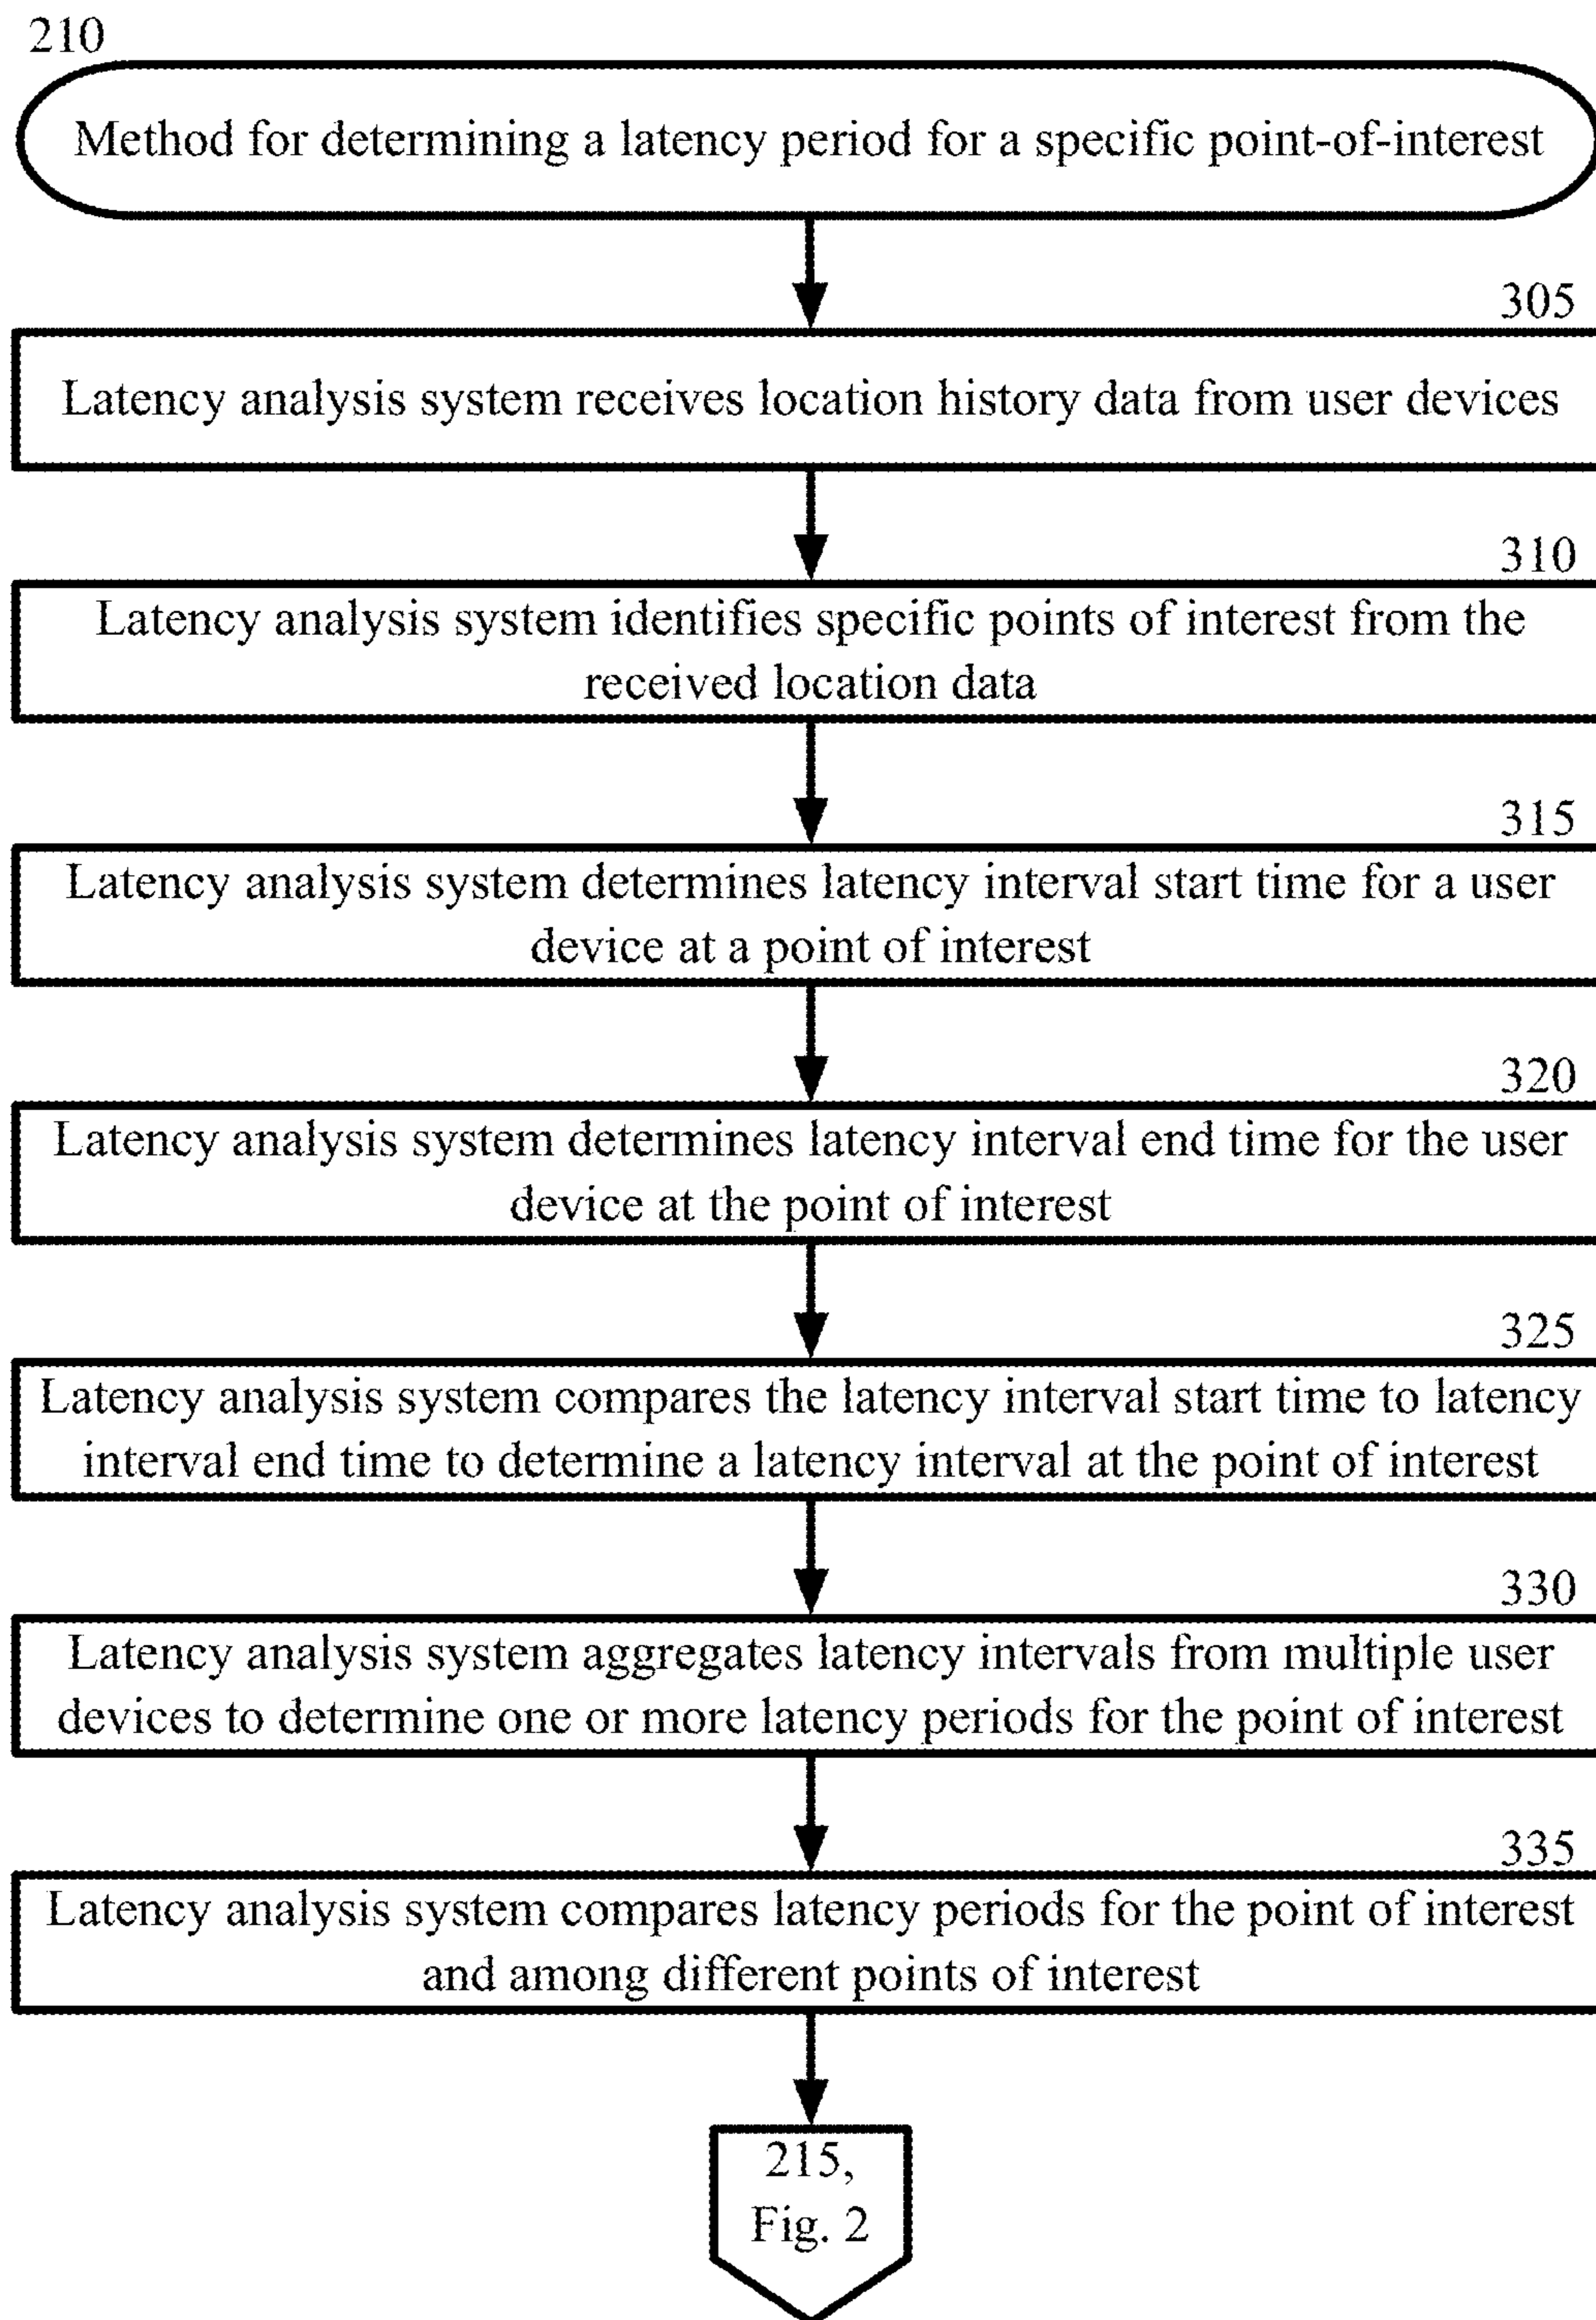 210
Method for determining a latency period for a specific point-of-interest
305
Latency analysis system receives location history data from user devices
310
Latency analysis system identifies specific points of interest from the
received location data
315
Latency analysis system determines latency interval start time for a user
device at a point of interest
320
Latency analysis system determines latency interval end time for the user
device at the point of interest
325
Latency analysis system compares the latency interval start time to latency
interval end time to determine a latency interval at the point of interest
330
Latency analysis system aggregates latency intervals from multiple user
devices to determine one or more latency periods for the point of interest
335
Latency analysis system compares latency periods for the point of interest
and among different points of interest
215,
Fig. 2